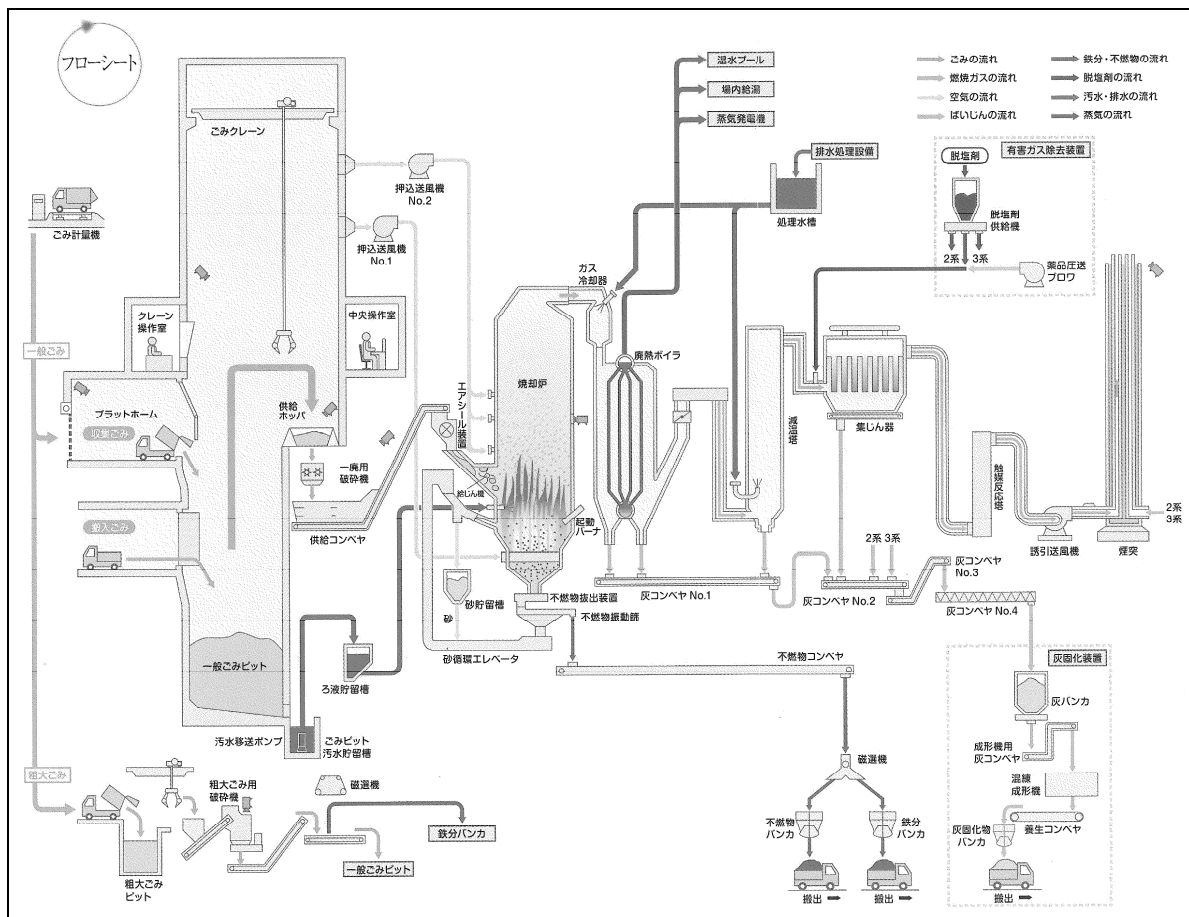 フローシート
温水プール
場内給湯
蒸気発電機
ごみの流れ
燃焼ガスの流れ
空気の流れ
ばいじんの流れ
鉄分・不燃物の流れ
脱塩剤の流れ
汚水・排水の流れ
蒸気の流れ
ごみクレーン
押込送風機
No.2
押込送風機
No.1
ごみ計量機
排水処理設備
処理水槽
脱塩剤
有害ガス除去装置
脱塩剤
供給機
2系
3系
薬品圧送
ブロワ
クレーン
操作室
中央操作室
一般ごみ
プラットホーム
収集ごみ
搬入ごみ
供給
ホッパ
一廃用
破砕機
供給コンベヤ
エアシール装置
ガス
冷却器
焼却炉
給じん機
起動
バーナ
廃熱ボイラ
減温塔
集じん器
触媒反応塔
誘引送風機
煙突
2系
3系
砂貯留槽
砂
砂循環エレベータ
不燃物抜出装置
不燃物振動篩
灰コンベヤ No.1
2系 3系
灰コンベヤ No.2
灰コンベヤ
No.3
灰コンベヤ No.4
一般ごみピット
ろ液貯留槽
汚水移送ポンプ
ごみピット
汚水貯留槽
不燃物コンベヤ
磁選機
不燃物
バンカ
鉄分
バンカ
搬出
搬出
灰固化装置
灰バンカ
成形機用
灰コンベヤ
混練
成形機
養生コンベヤ
灰固化物
バンカ
搬出
粗大ごみ
粗大ごみ
ピット
粗大ごみ用
破砕機
磁選機
鉄分バンカ
一般ごみピット